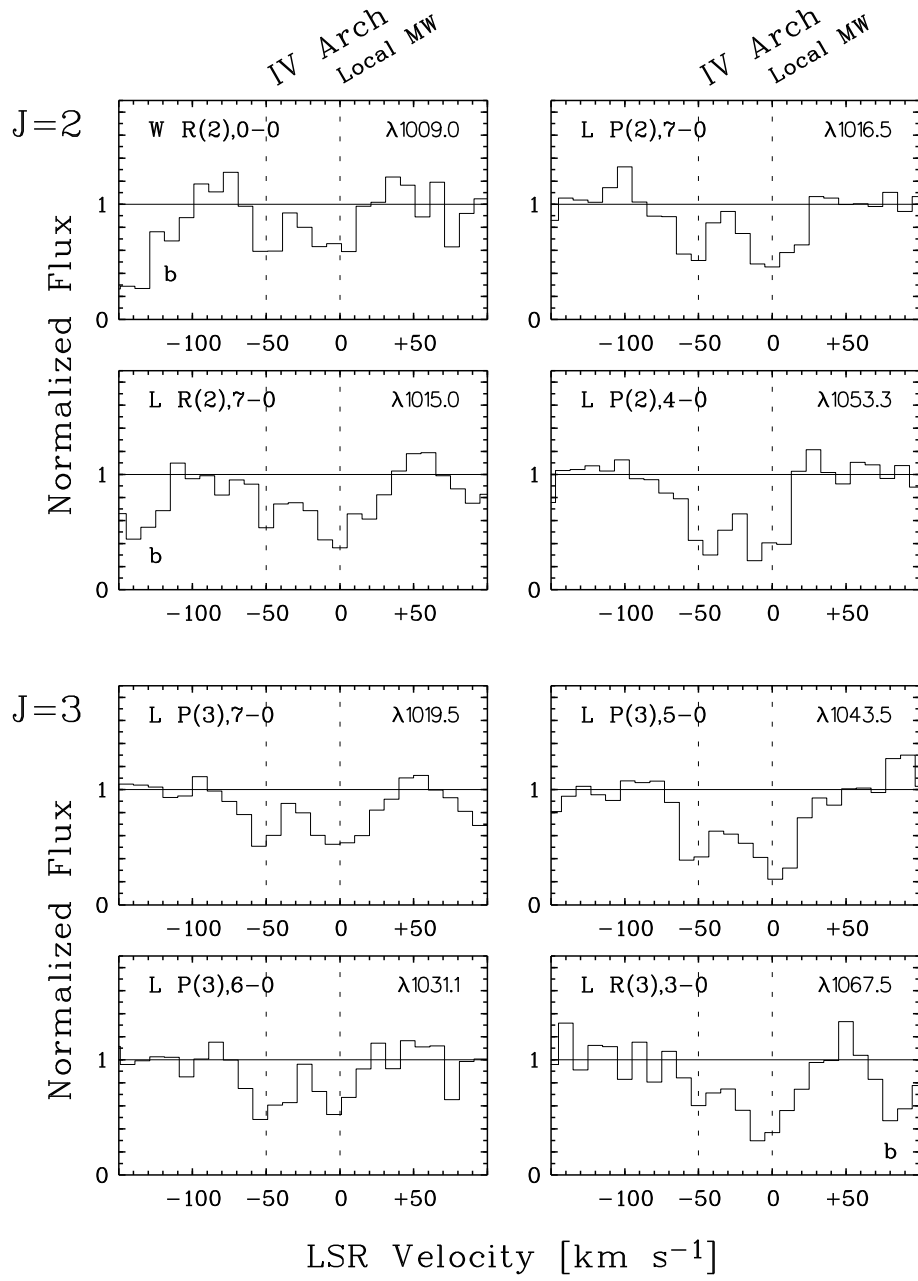 IV Arch Local MW IV Arch Local MW
J=2
W R(2),0-0 λ1009.0
1
0
b
-100 -50 0 +50
L P(2),7-0 λ1016.5
1
0
-100 -50 0 +50
L R(2),7-0 λ1015.0
1
0
b
-100 -50 0 +50
L P(2),4-0 λ1053.3
1
0
-100 -50 0 +50
Normalized Flux
J=3
L P(3),7-0 λ1019.5
1
0
-100 -50 0 +50
L P(3),5-0 λ1043.5
1
0
-100 -50 0 +50
L P(3),6-0 λ1031.1
1
0
-100 -50 0 +50
L R(3),3-0 λ1067.5
1
0
b
-100 -50 0 +50
Normalized Flux
LSR Velocity [km s⁻¹]